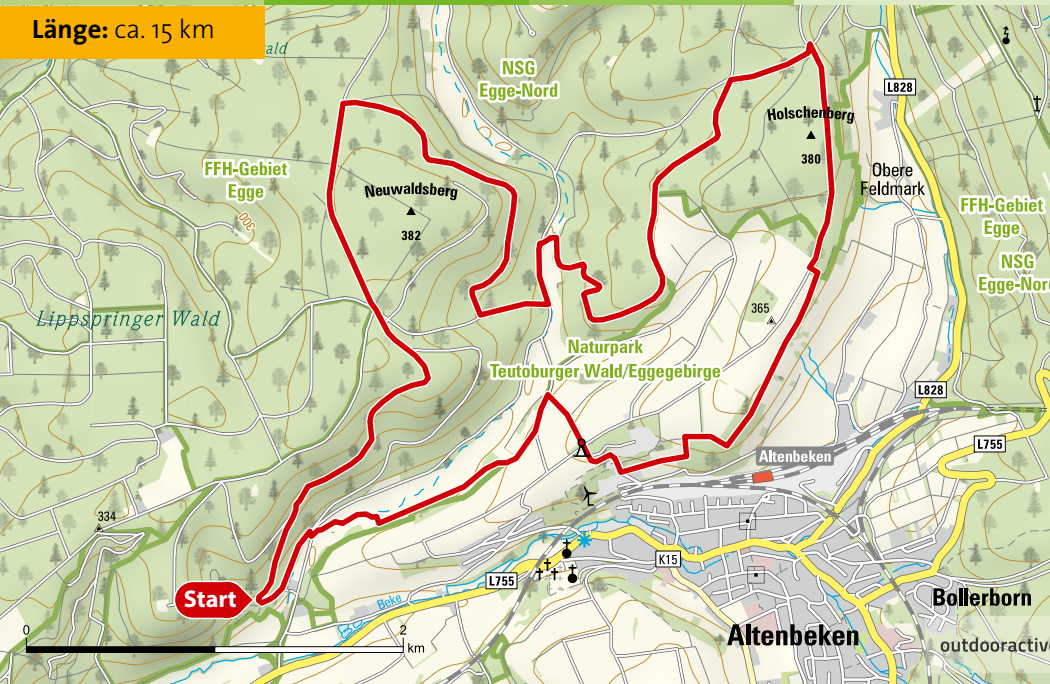 Länge: ca. 15 km
ald
NSG
Egge-Nord
L828
Holschenberg
380
FFH-Gebiet
Egge
Neuwaldsberg
382
300
Obere
Feldmark
FFH-Gebiet
Egge
NSG
Egge-Nord
Lippspringer Wald
365
Naturpark
Teutoburger Wald/Eggegebirge
L828
L755
Altenbeken
334
K15
L755
Start
Beke
Bollerborn
Altenbeken
outdooractive
0
2
km